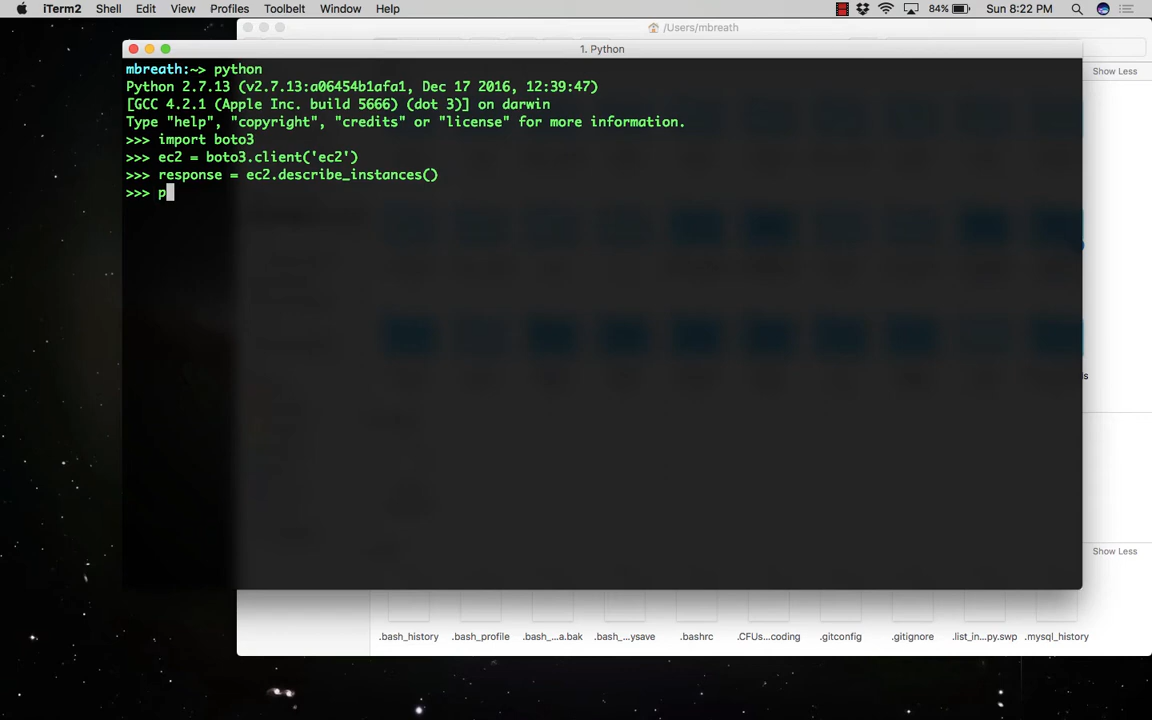 iTerm2 Shell Edit View Profiles Toolbelt Window Help 84% Sun 8:22 PM
/Users/mbreath
1. Python
Show Less
mbreath:~> python
Python 2.7.13 (v2.7.13:a06454b1afa1, Dec 17 2016, 12:39:47)
[GCC 4.2.1 (Apple Inc. build 5666) (dot 3)] on darwin
Type "help", "copyright", "credits" or "license" for more information.
>>> import boto3
>>> ec2 = boto3.client('ec2')
>>> response = ec2.describe_instances()
>>> p
Show Less
.bash_history .bash_profile .bash_...a.bak .bash_...ysave .bashrc .CFUs...coding .gitconfig .gitignore .list_in...py.swp .mysql_history